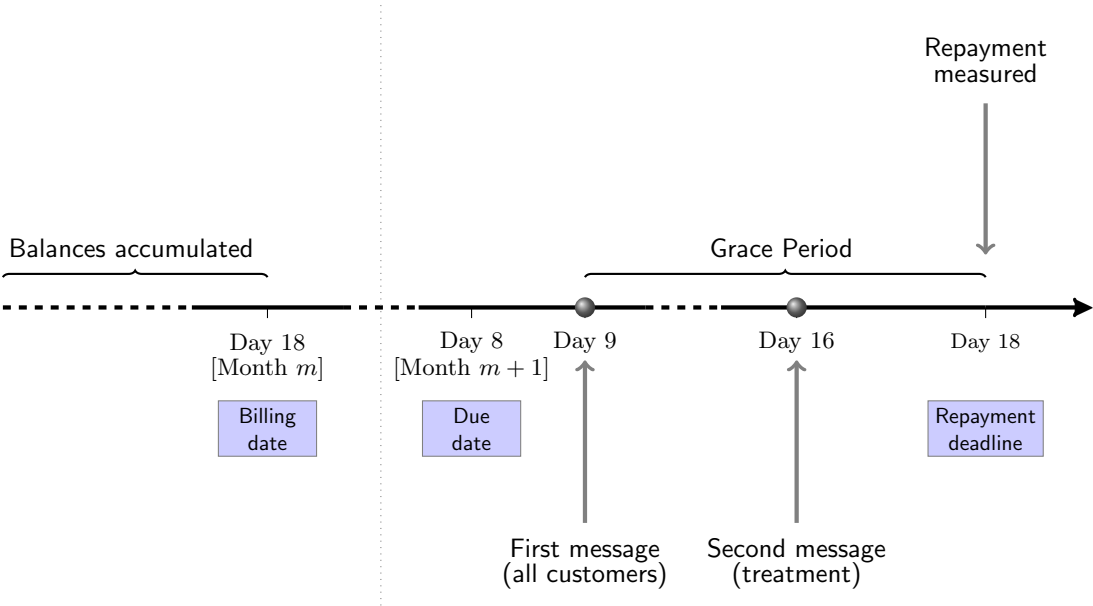 Repayment
measured
Balances accumulated
Grace Period
Day 18
[Month m]
Day 8
[Month m + 1]
Day 9
Day 16
Day 18
Billing
date
Due
date
Repayment
deadline
First message
(all customers)
Second message
(treatment)